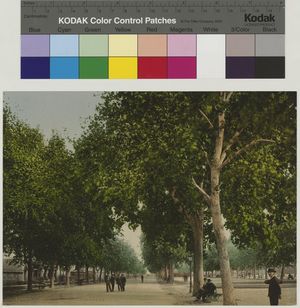 KODAK Color Control Patches
Kodak
Blue Cyan Green Yellow Red Magenta White 3/Color Black